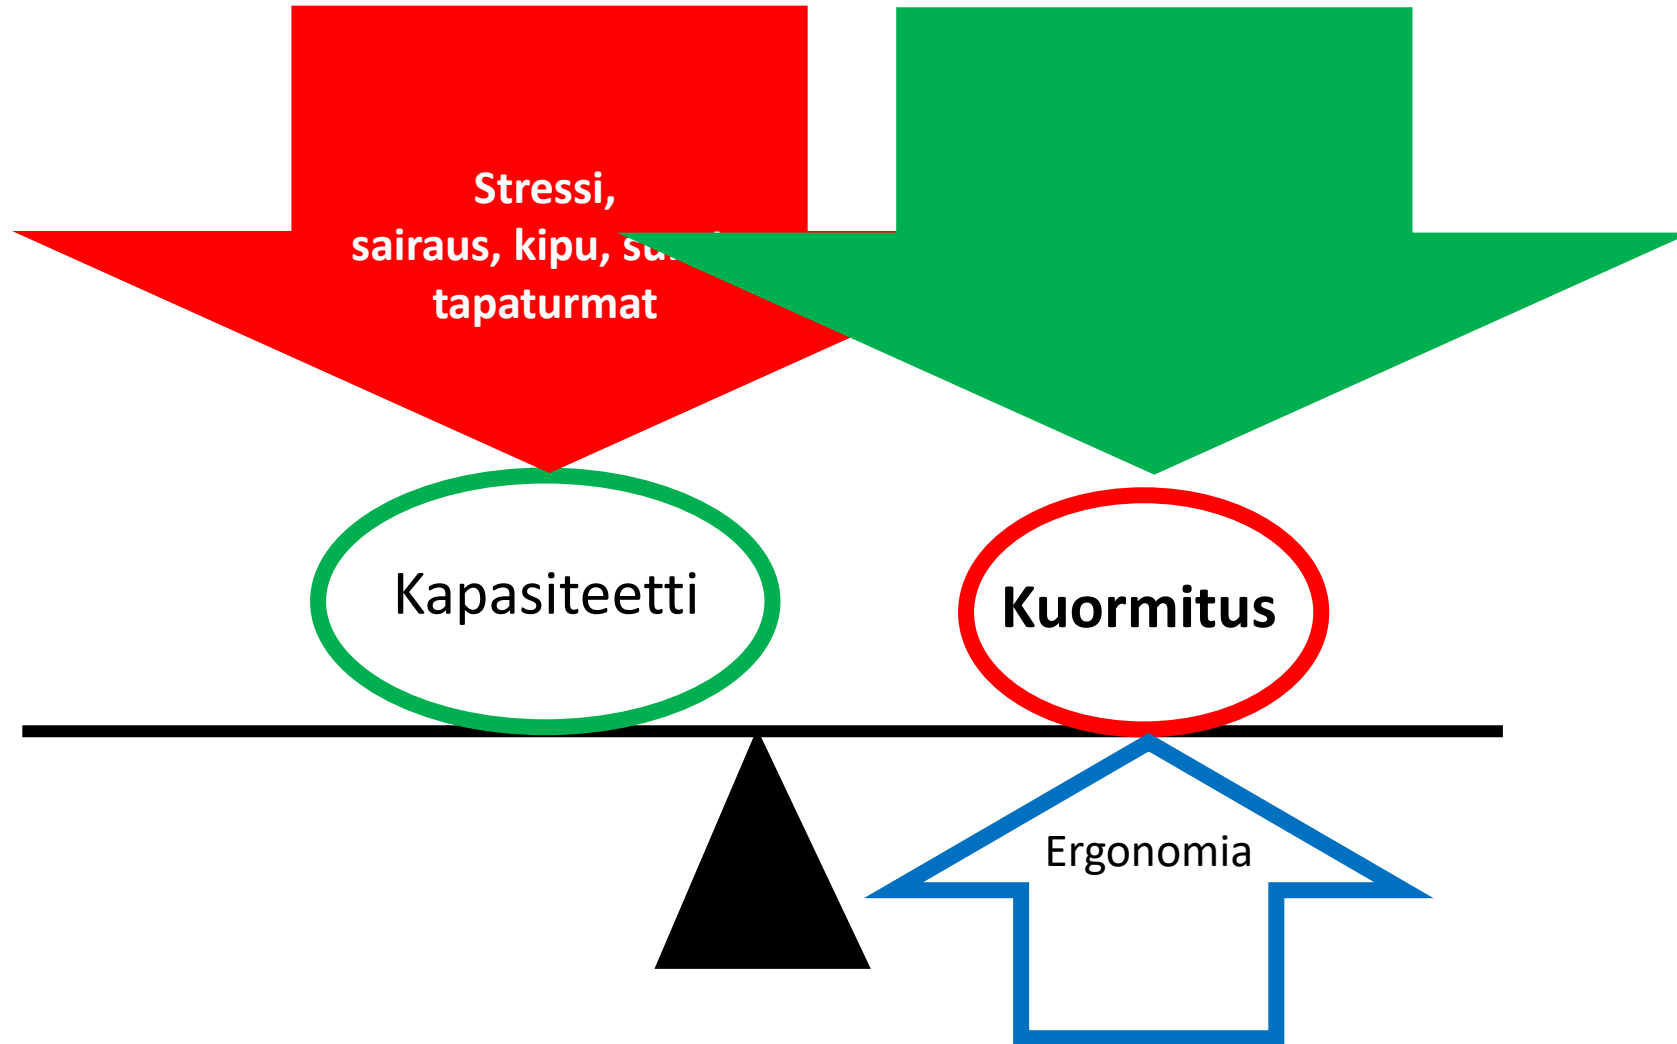 Stressi,
sairaus, kipu,
tapaturmat
Kapasiteetti
Kuormitus
Ergonomia